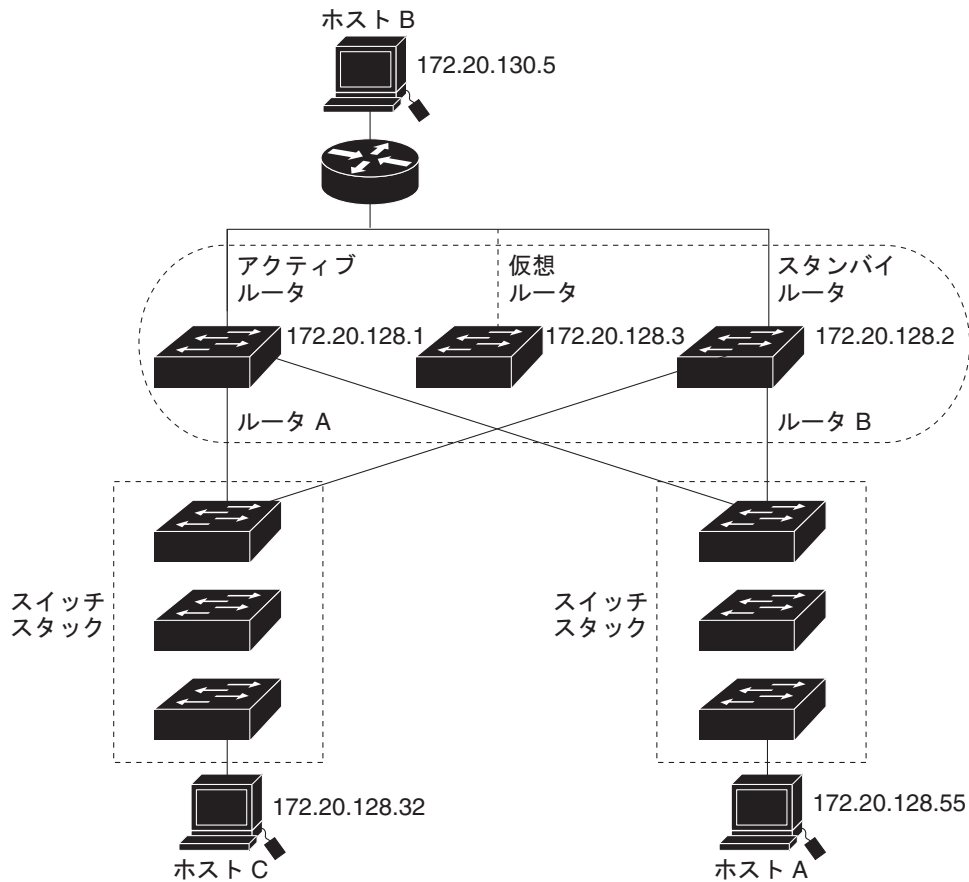 ホスト B
172.20.130.5
アクティブ
ルータ
仮想
ルータ
スタンバイ
ルータ
172.20.128.1
172.20.128.3
172.20.128.2
ルータ A
ルータ B
スイッチ
スタック
スイッチ
スタック
172.20.128.32
172.20.128.55
ホスト C
ホスト A